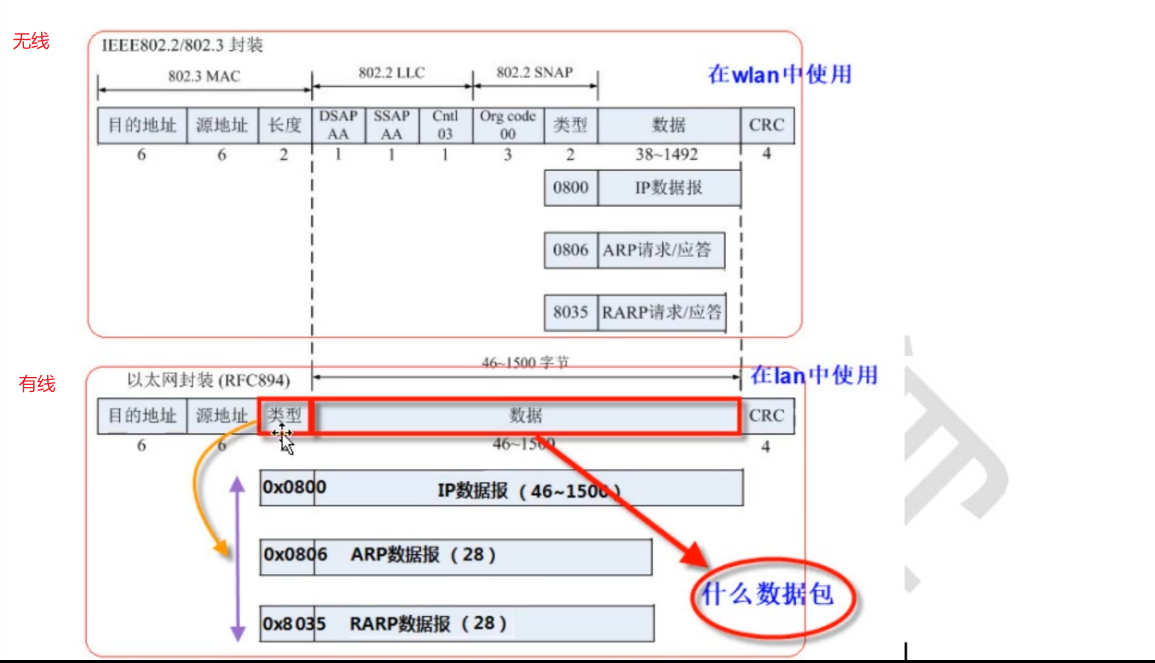 无线
IEEE802.2/802.3 封装
802.3 MAC 802.2 LLC 802.2 SNAP
在wlan中使用
目的地址 源地址 长度 DSAP AA SSAP AA Cntl 03 Org code 00 类型 数据 CRC
6 6 2 1 1 1 3 2 38~1492 4
0800 IP数据报
0806 ARP请求/应答
8035 RARP请求/应答
有线
以太网封装 (RFC894)
46~1500 字节
在lan中使用
目的地址 源地址 类型 数据 CRC
6 6 46~1500 4
0x0800 IP数据报（46~1500）
0x0806 ARP数据报（28）
0x8035 RARP数据报（28）
什么数据包